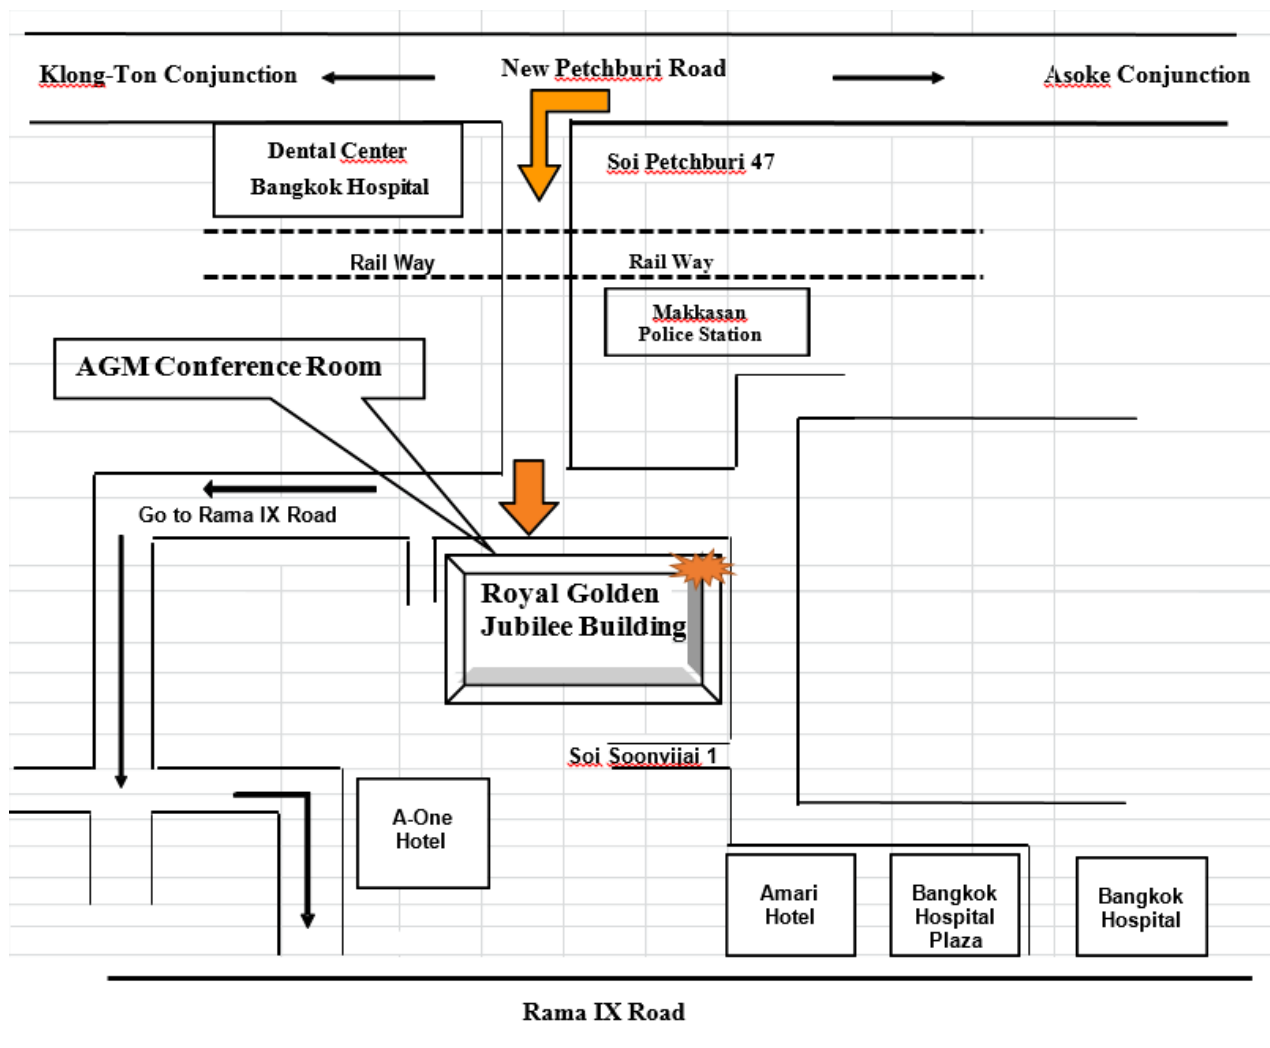 Klong-Ton Conjunction
New Petchburi Road
Asoke Conjunction
Dental Center
Bangkok Hospital
Soi Petchburi 47
Rail Way
Rail Way
Makkasan
Police Station
AGM Conference Room
Go to Rama IX Road
Royal Golden
Jubilee Building
Soi Soonvijai 1
A-One
Hotel
Amari
Hotel
Bangkok
Hospital
Plaza
Bangkok
Hospital
Rama IX Road